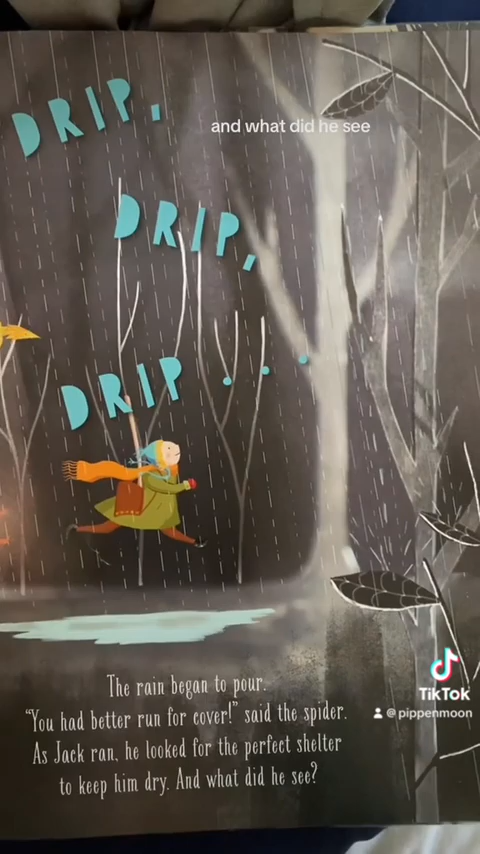 DRIP,
and what did he see
DRIP,
DRIP ...
The rain began to pour.
"You had better run for cover!" said the spider.
As Jack ran, he looked for the perfect shelter
to keep him dry. And what did he see?
TikTok
@pippenmoon